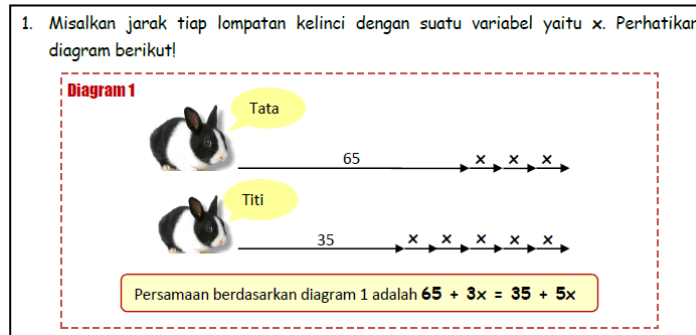 1. Misalkan jarak tiap lompatan kelinci dengan suatu variabel yaitu x. Perhatikan
diagram berikut!
Diagram 1
Tata
65 x x x
Titi
35 x x x x x
Persamaan berdasarkan diagram 1 adalah 65 + 3x = 35 + 5x